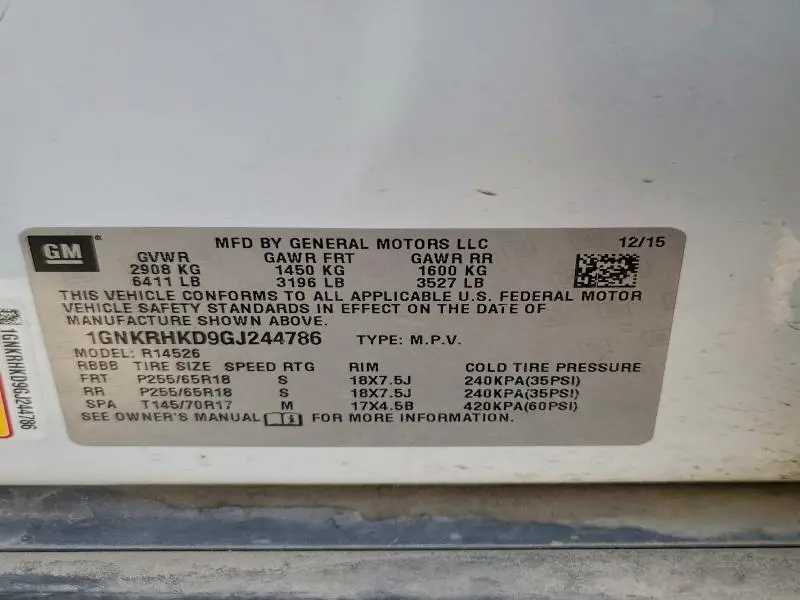 GM ® MFD BY GENERAL MOTORS LLC 12/15
GVWR GAWR FRT GAWR RR
2908 KG 1450 KG 1600 KG
6411 LB 3196 LB 3527 LB
THIS VEHICLE CONFORMS TO ALL APPLICABLE U.S. FEDERAL MOTOR
VEHICLE SAFETY STANDARDS IN EFFECT ON THE DATE OF
MANUFACTURE SHOWN ABOVE.
1GNKRHKD9GJ244786 TYPE: M.P.V.
MODEL: R14526
RBBB TIRE SIZE SPEED RTG RIM COLD TIRE PRESSURE
FRT P255/65R18 S 18X7.5J 240KPA(35PSI)
RR P255/65R18 S 18X7.5J 240KPA(35PSI)
SPA T145/70R17 M 17X4.5B 420KPA(60PSI)
SEE OWNER'S MANUAL FOR MORE INFORMATION.
1GNKRHKD9GJ244786